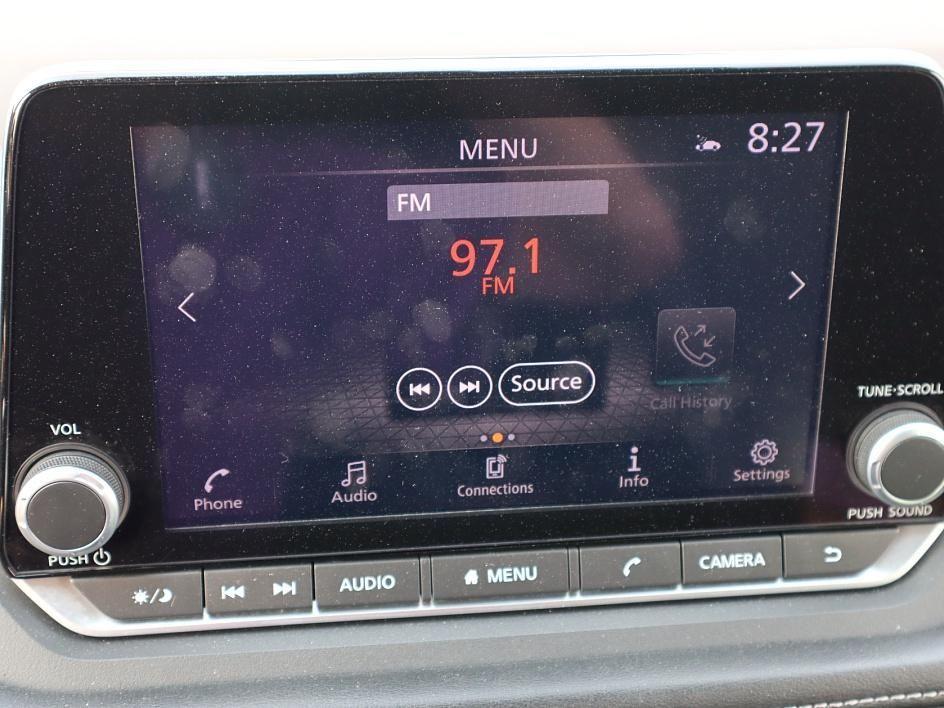 MENU
8:27
FM
97.1
FM
Source
Call History
TUNE·SCROLL
VOL
Phone
Audio
Connections
Info
Settings
PUSH SOUND
PUSH
AUDIO
MENU
CAMERA